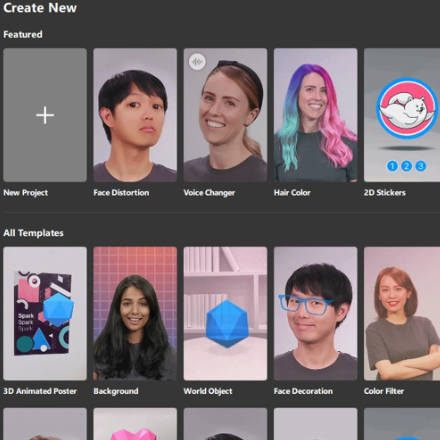 Create New
Featured
New Project
Face Distortion
Voice Changer
Hair Color
2D Stickers
1 2 3
All Templates
Spark
Spark
Spark
3D Animated Poster
Background
World Object
Face Decoration
Color Filter